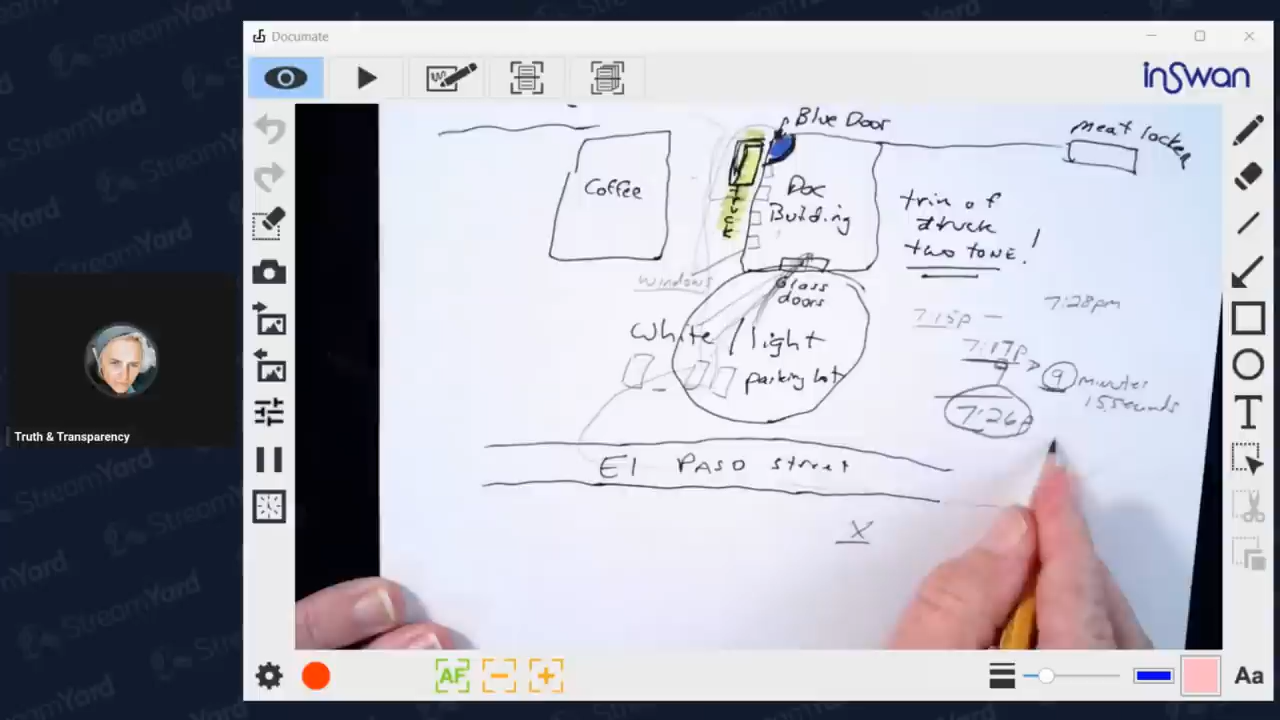 StreamYard
Documate
inSwan
Blue Door
meat locker
Coffee
Doc
Building
trim of
truck
two tone!
windows
Glass
doors
7:28pm
7:15p —
White / light
7:17p
parking lot
9 minutes
15 seconds
7:26p
Truth & Transparency
El PASO street
X
AF
Aa